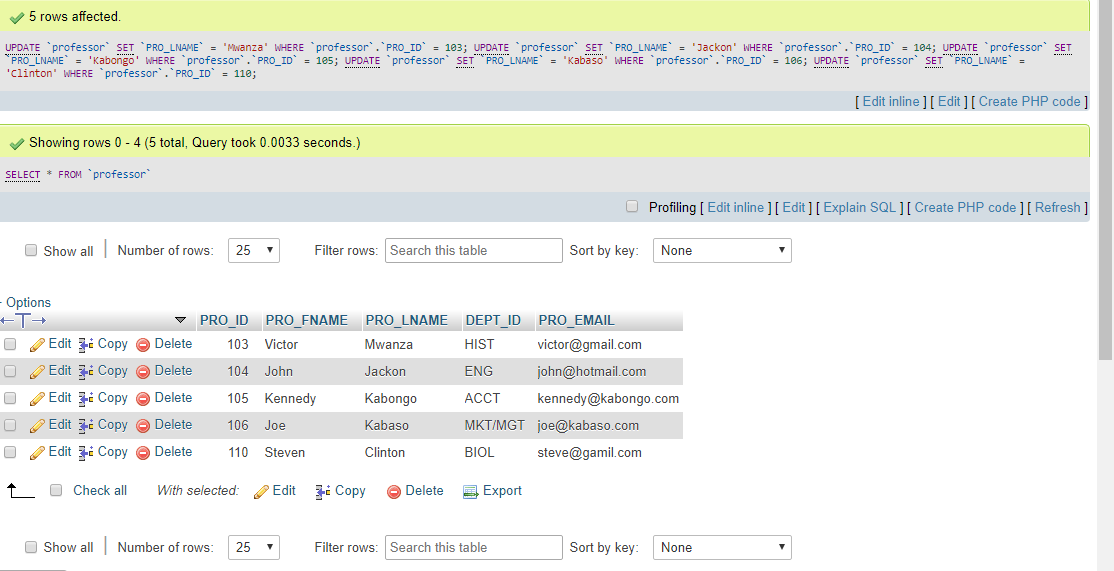 5 rows affected.
UPDATE `professor` SET `PRO_LNAME` = 'Mwanza' WHERE `professor`.`PRO_ID` = 103; UPDATE `professor` SET `PRO_LNAME` = 'Jackon' WHERE `professor`.`PRO_ID` = 104; UPDATE `professor` SET
`PRO_LNAME` = 'Kabongo' WHERE `professor`.`PRO_ID` = 105; UPDATE `professor` SET `PRO_LNAME` = 'Kabaso' WHERE `professor`.`PRO_ID` = 106; UPDATE `professor` SET `PRO_LNAME` =
'Clinton' WHERE `professor`.`PRO_ID` = 110;
[ Edit inline ] [ Edit ] [ Create PHP code ]
Showing rows 0 - 4 (5 total, Query took 0.0033 seconds.)
SELECT * FROM `professor`
Profiling [ Edit inline ] [ Edit ] [ Explain SQL ] [ Create PHP code ] [ Refresh ]
Show all | Number of rows: 25 Filter rows: Search this table Sort by key: None
+ Options
←T→ PRO_ID PRO_FNAME PRO_LNAME DEPT_ID PRO_EMAIL
Edit Copy Delete 103 Victor Mwanza HIST victor@gmail.com
Edit Copy Delete 104 John Jackon ENG john@hotmail.com
Edit Copy Delete 105 Kennedy Kabongo ACCT kennedy@kabongo.com
Edit Copy Delete 106 Joe Kabaso MKT/MGT joe@kabaso.com
Edit Copy Delete 110 Steven Clinton BIOL steve@gamil.com
Check all With selected: Edit Copy Delete Export
Show all | Number of rows: 25 Filter rows: Search this table Sort by key: None